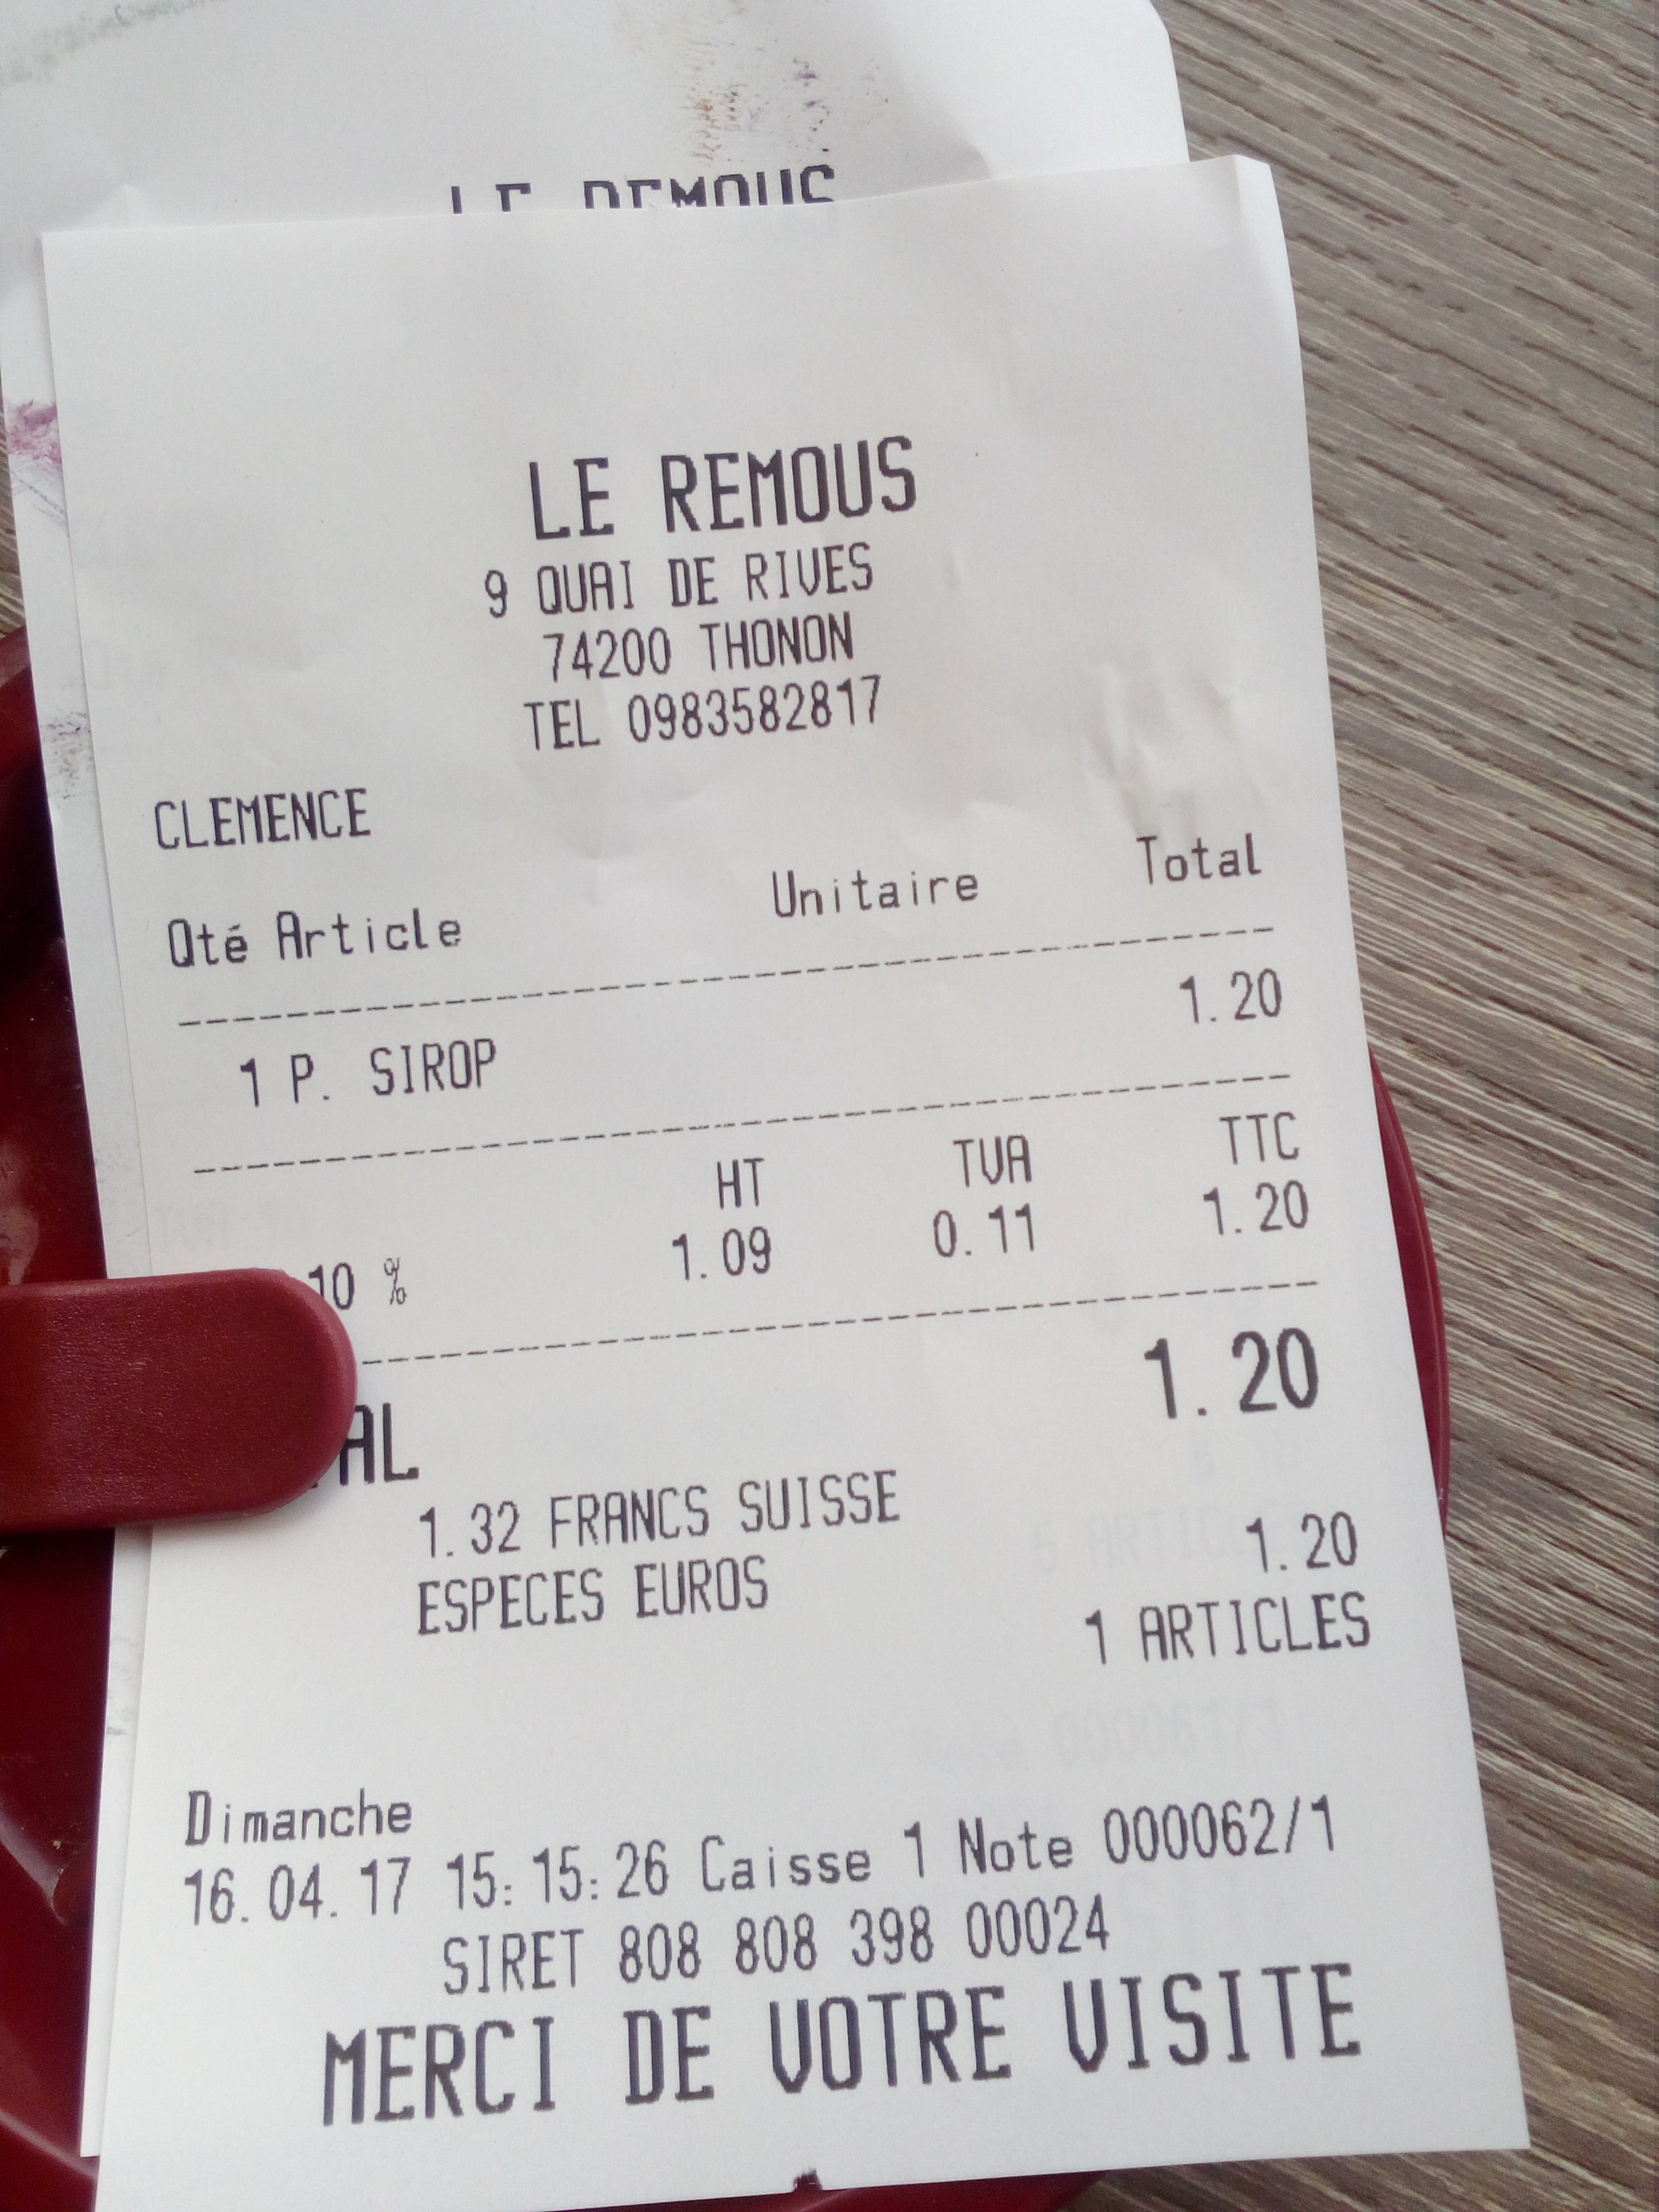 LE REMOUS
LE REMOUS
9 QUAI DE RIVES
74200 THONON
TEL 0983582817
CLEMENCE
Qté Article Unitaire Total
1 P. SIROP 1.20
HT TVA TTC
10 % 1.09 0.11 1.20
AL 1.20
1.32 FRANCS SUISSE
ESPECES EUROS 1.20
1 ARTICLES
Dimanche
16.04.17 15:15:26 Caisse 1 Note 000062/1
SIRET 808 808 398 00024
MERCI DE VOTRE VISITE